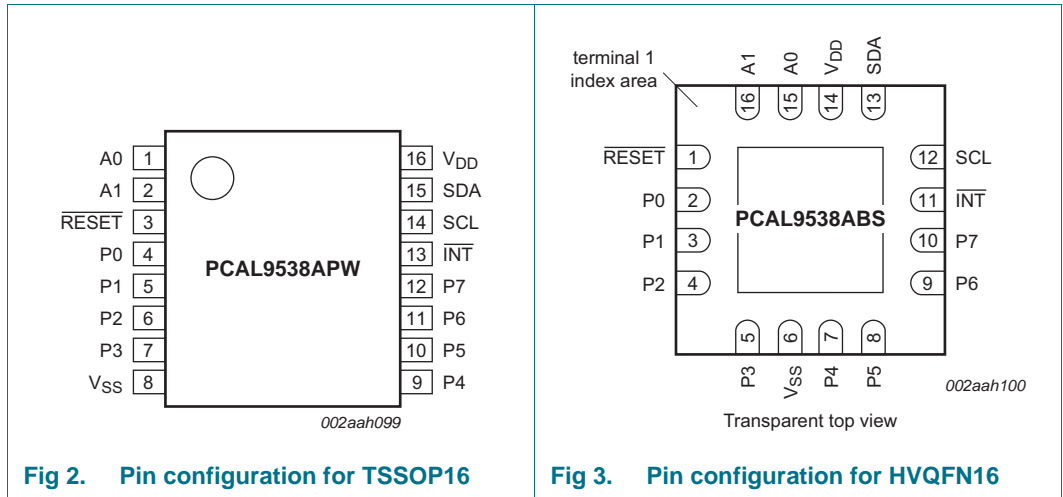 A0 1
A1 2
RESET 3
P0 4
P1 5
P2 6
P3 7
VSS 8
PCAL9538APW
16 VDD
15 SDA
14 SCL
13 INT
12 P7
11 P6
10 P5
9 P4
002aah099
Fig 2. Pin configuration for TSSOP16
terminal 1
index area
A1 A0 VDD SDA
16 15 14 13
RESET 1
P0 2
P1 3
P2 4
PCAL9538ABS
12 SCL
11 INT
10 P7
9 P6
5 6 7 8
P3 VSS P4 P5
002aah100
Transparent top view
Fig 3. Pin configuration for HVQFN16